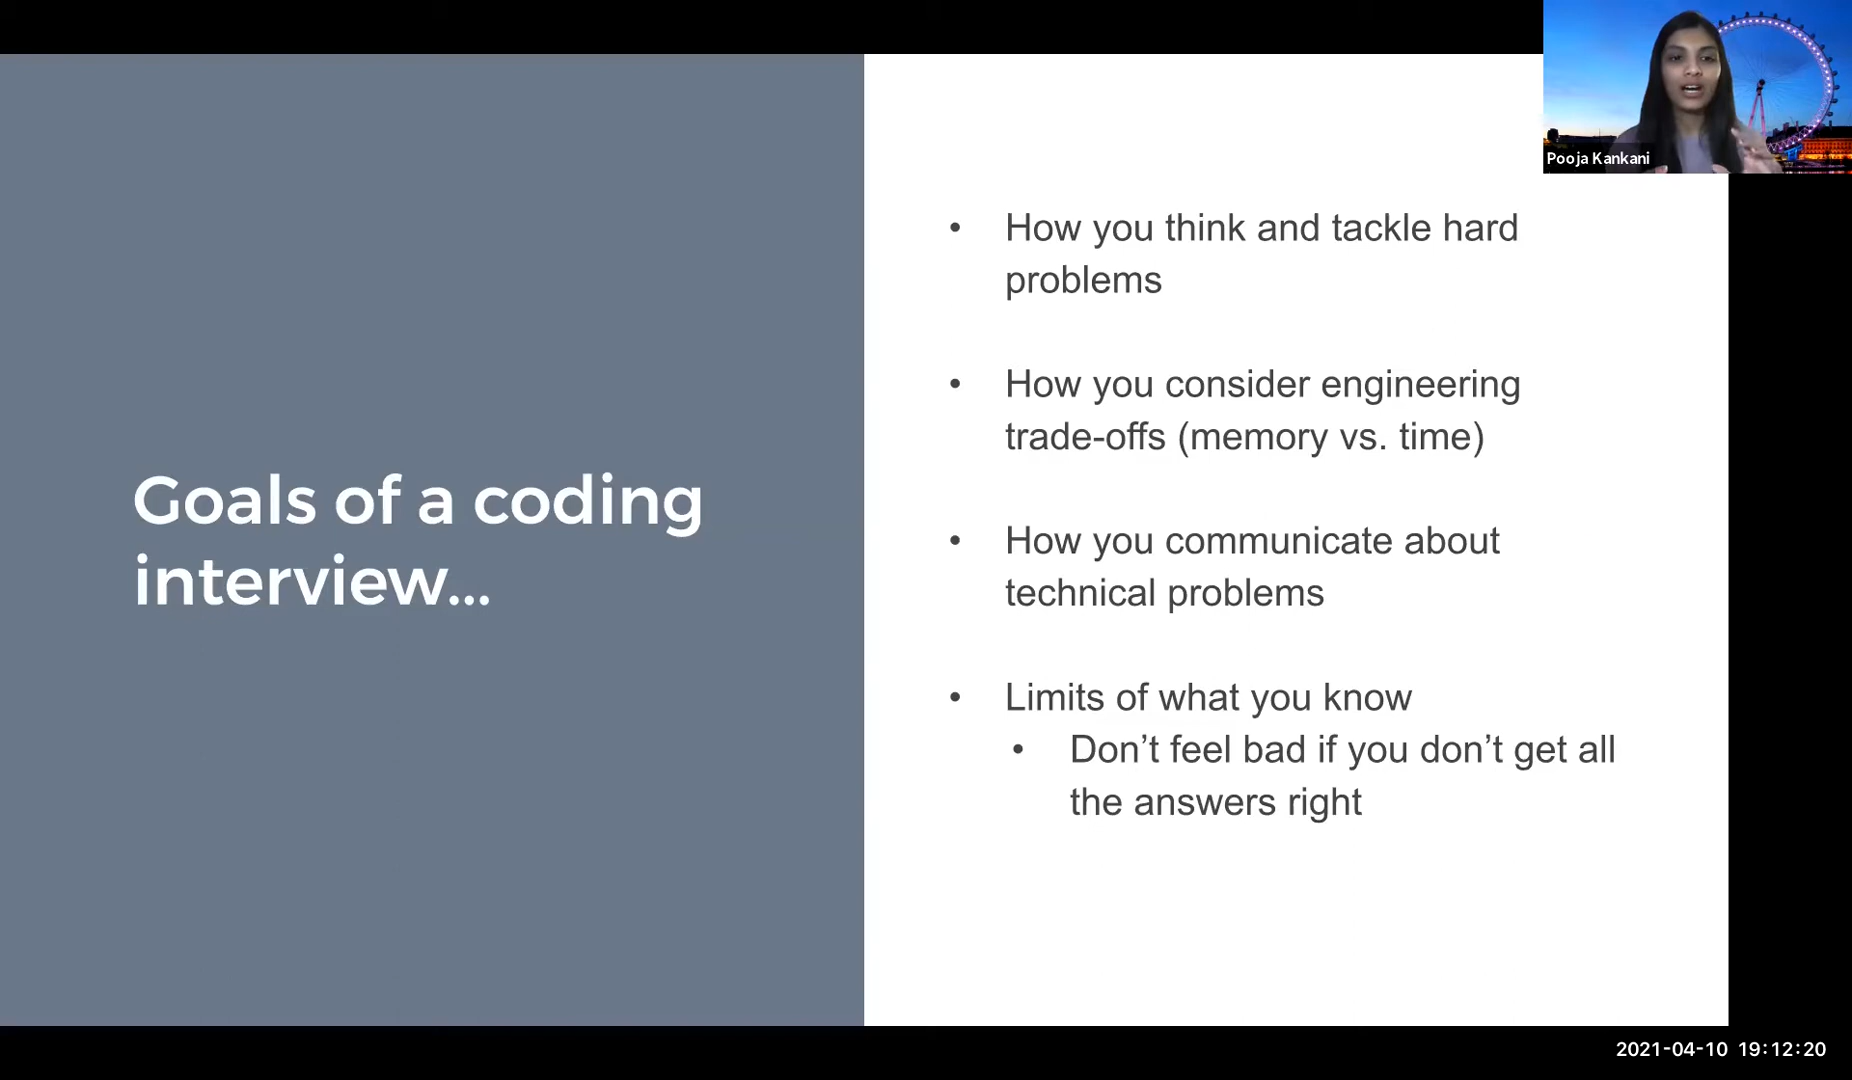 Pooja Kankani
Goals of a coding
interview...
• How you think and tackle hard
problems
• How you consider engineering
trade-offs (memory vs. time)
• How you communicate about
technical problems
• Limits of what you know
• Don’t feel bad if you don’t get all
the answers right
2021-04-10 19:12:20